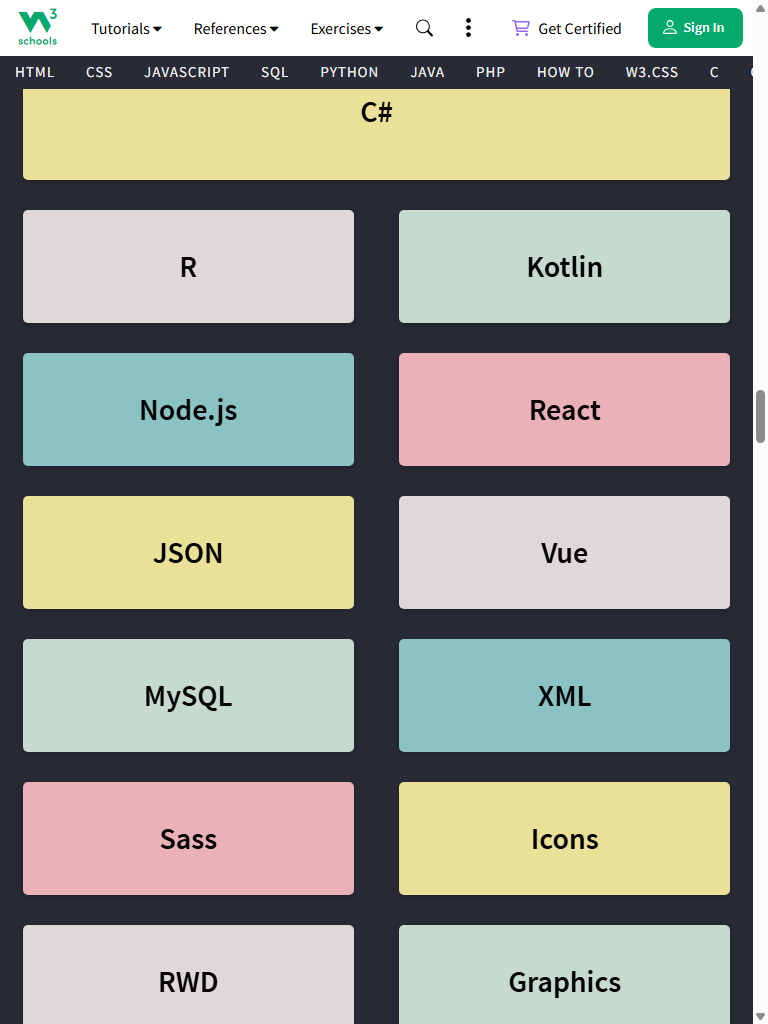 W3 schools
Tutorials References Exercises Get Certified Sign In
HTML CSS JAVASCRIPT SQL PYTHON JAVA PHP HOW TO W3.CSS C
C#
R Kotlin
Node.js React
JSON Vue
MySQL XML
Sass Icons
RWD Graphics